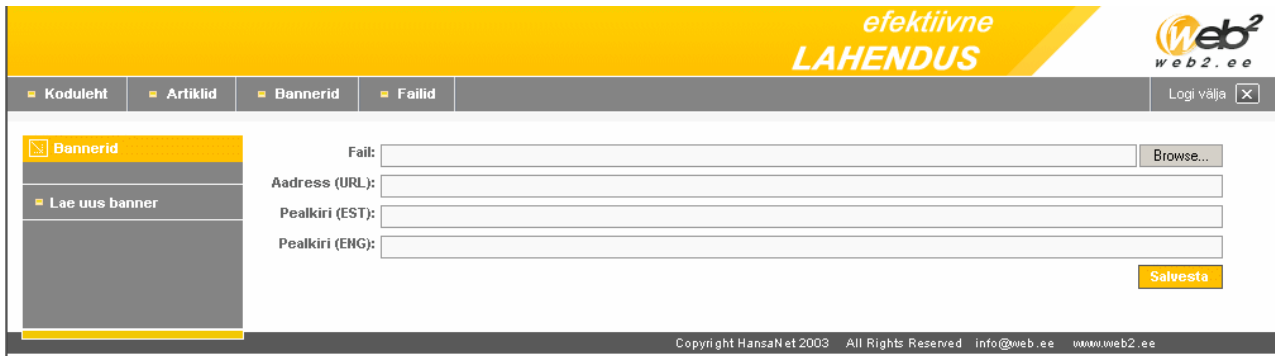 efektiivne
LAHENDUS
Web2
web2.ee
Koduleht Artiklid Bannerid Failid Logi välja
Bannerid
Lae uus banner
Fail: Browse...
Aadress (URL):
Pealkiri (EST):
Pealkiri (ENG):
Salvesta
Copyright HansaNet 2003 All Rights Reserved info@web.ee www.web2.ee